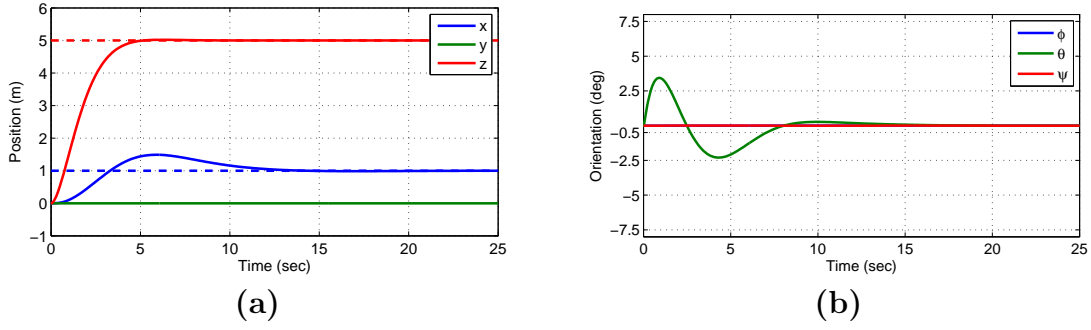 6
5
4
3
2
1
0
−1
Position (m)
0 5 10 15 20 25
Time (sec)
x
y
z
(a)
7.5
5
2.5
−0.5
−2.5
−5
−7.5
Orientation (deg)
0 5 10 15 20 25
Time (sec)
ϕ
θ
ψ
(b)